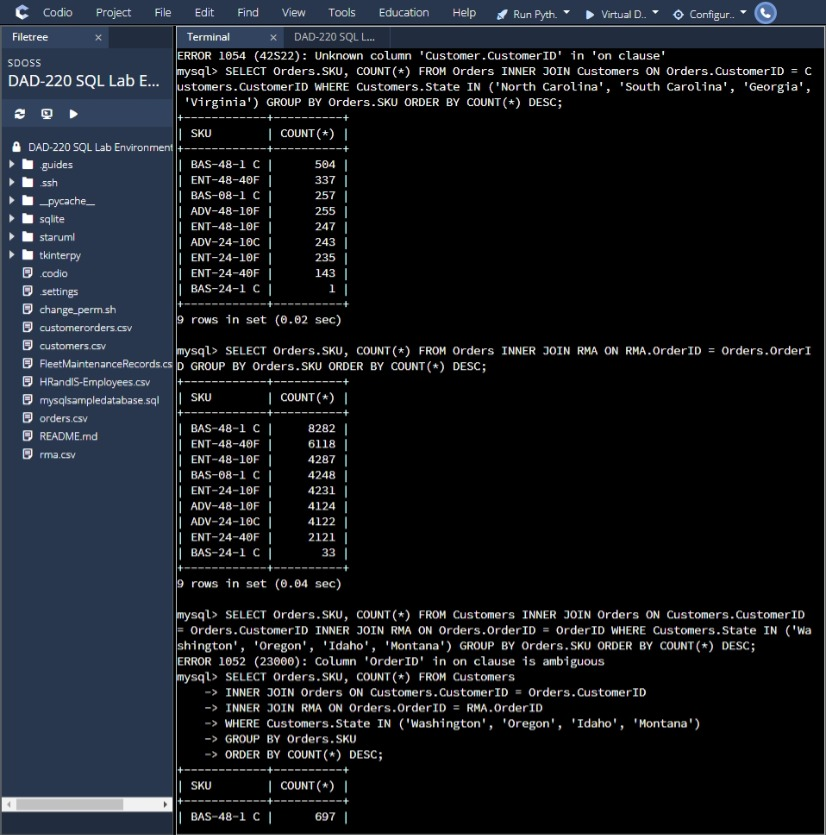 Codio Project File Edit Find View Tools Education Help Run Pyth. Virtual D.. Configur..
Filetree x
SDOSS
DAD-220 SQL Lab E...
DAD-220 SQL Lab Environment
.guides
.ssh
__pycache__
sqlite
staruml
tkinterpy
.codio
.settings
change_perm.sh
customerorders.csv
customers.csv
FleetMaintenanceRecords.cs
HRandIS-Employees.csv
mysqlsampledatabase.sql
orders.csv
README.md
rma.csv
Terminal x DAD-220 SQL L...
ERROR 1054 (42S22): Unknown column 'Customer.CustomerID' in 'on clause'
mysql> SELECT Orders.SKU, COUNT(*) FROM Orders INNER JOIN Customers ON Orders.CustomerID = C
ustomers.CustomerID WHERE Customers.State IN ('North Carolina', 'South Carolina', 'Georgia',
'Virginia') GROUP BY Orders.SKU ORDER BY COUNT(*) DESC;
+------------+----------+
| SKU | COUNT(*) |
+------------+----------+
| BAS-48-1 C | 504 |
| ENT-48-40F | 337 |
| BAS-08-1 C | 257 |
| ADV-48-10F | 255 |
| ENT-48-10F | 247 |
| ADV-24-10C | 243 |
| ENT-24-10F | 235 |
| ENT-24-40F | 143 |
| BAS-24-1 C | 1 |
+------------+----------+
9 rows in set (0.02 sec)
mysql> SELECT Orders.SKU, COUNT(*) FROM Orders INNER JOIN RMA ON RMA.OrderID = Orders.OrderI
D GROUP BY Orders.SKU ORDER BY COUNT(*) DESC;
+------------+----------+
| SKU | COUNT(*) |
+------------+----------+
| BAS-48-1 C | 8282 |
| ENT-48-40F | 6118 |
| ENT-48-10F | 4287 |
| BAS-08-1 C | 4248 |
| ENT-24-10F | 4231 |
| ADV-48-10F | 4124 |
| ADV-24-10C | 4122 |
| ENT-24-40F | 2121 |
| BAS-24-1 C | 33 |
+------------+----------+
9 rows in set (0.04 sec)
mysql> SELECT Orders.SKU, COUNT(*) FROM Customers INNER JOIN Orders ON Customers.CustomerID
= Orders.CustomerID INNER JOIN RMA ON Orders.OrderID = OrderID WHERE Customers.State IN ('Wa
shington', 'Oregon', 'Idaho', 'Montana') GROUP BY Orders.SKU ORDER BY COUNT(*) DESC;
ERROR 1052 (23000): Column 'OrderID' in on clause is ambiguous
mysql> SELECT Orders.SKU, COUNT(*) FROM Customers
-> INNER JOIN Orders ON Customers.CustomerID = Orders.CustomerID
-> INNER JOIN RMA ON Orders.OrderID = RMA.OrderID
-> WHERE Customers.State IN ('Washington', 'Oregon', 'Idaho', 'Montana')
-> GROUP BY Orders.SKU
-> ORDER BY COUNT(*) DESC;
+------------+----------+
| SKU | COUNT(*) |
+------------+----------+
| BAS-48-1 C | 697 |